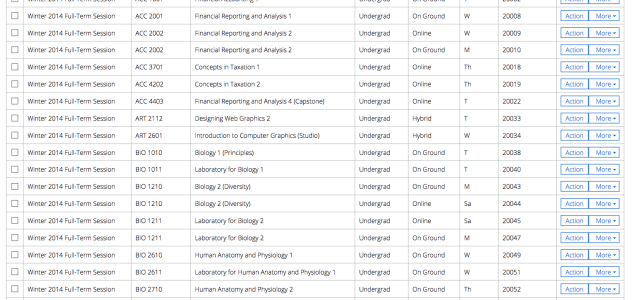 Winter 2014 Full-Term Session ACC 2001 Financial Reporting and Analysis 1 Undergrad On Ground W 20008 Action More
Winter 2014 Full-Term Session ACC 2002 Financial Reporting and Analysis 2 Undergrad Online W 20009 Action More
Winter 2014 Full-Term Session ACC 2002 Financial Reporting and Analysis 2 Undergrad On Ground M 20010 Action More
Winter 2014 Full-Term Session ACC 3701 Concepts in Taxation 1 Undergrad Online Th 20018 Action More
Winter 2014 Full-Term Session ACC 4202 Concepts in Taxation 2 Undergrad Online Th 20019 Action More
Winter 2014 Full-Term Session ACC 4403 Financial Reporting and Analysis 4 (Capstone) Undergrad Online T 20022 Action More
Winter 2014 Full-Term Session ART 2112 Designing Web Graphics 2 Undergrad Hybrid T 20033 Action More
Winter 2014 Full-Term Session ART 2601 Introduction to Computer Graphics (Studio) Undergrad Hybrid W 20034 Action More
Winter 2014 Full-Term Session BIO 1010 Biology 1 (Principles) Undergrad On Ground T 20038 Action More
Winter 2014 Full-Term Session BIO 1011 Laboratory for Biology 1 Undergrad On Ground T 20040 Action More
Winter 2014 Full-Term Session BIO 1210 Biology 2 (Diversity) Undergrad On Ground M 20043 Action More
Winter 2014 Full-Term Session BIO 1210 Biology 2 (Diversity) Undergrad Online Sa 20044 Action More
Winter 2014 Full-Term Session BIO 1211 Laboratory for Biology 2 Undergrad Online Sa 20045 Action More
Winter 2014 Full-Term Session BIO 1211 Laboratory for Biology 2 Undergrad On Ground M 20047 Action More
Winter 2014 Full-Term Session BIO 2610 Human Anatomy and Physiology 1 Undergrad On Ground W 20049 Action More
Winter 2014 Full-Term Session BIO 2611 Laboratory for Human Anatomy and Physiology 1 Undergrad On Ground W 20051 Action More
Winter 2014 Full-Term Session BIO 2710 Human Anatomy and Physiology 2 Undergrad On Ground Th 20052 Action More